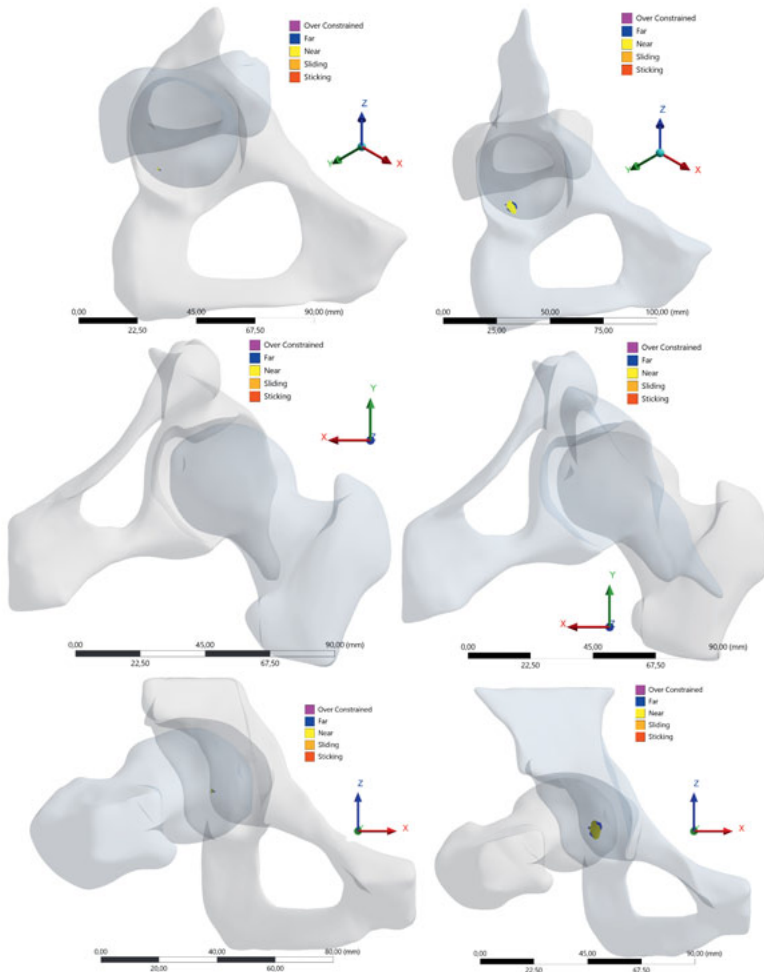 Over Constrained
Far
Near
Sliding
Sticking
Z
Y
X
0,00 45,00 90,00 (mm)
22,50 67,50
Over Constrained
Far
Near
Sliding
Sticking
Z
Y
X
0,00 50,00 100,00 (mm)
25,00 75,00
Over Constrained
Far
Near
Sliding
Sticking
Y
X
Z
0,00 45,00 90,00 (mm)
22,50 67,50
Over Constrained
Far
Near
Sliding
Sticking
Y
X
Z
0,00 45,00 90,00 (mm)
22,50 67,50
Over Constrained
Far
Near
Sliding
Sticking
Z
X
0,00 40,00 80,00 (mm)
20,00 60,00
Over Constrained
Far
Near
Sliding
Sticking
Z
X
0,00 45,00 90,00 (mm)
22,50 67,50